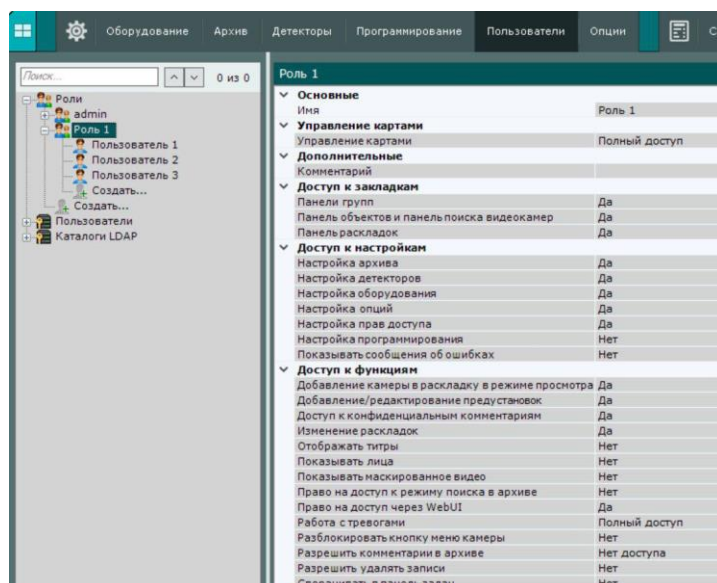 Оборудование Архив Детекторы Программирование Пользователи Опции С
Поиск... 0 из 0
Роли
admin
Роль 1
Пользователь 1
Пользователь 2
Пользователь 3
Создать...
Создать...
Пользователи
Каталоги LDAP
Роль 1
Основные
Имя Роль 1
Управление картами
Управление картами Полный доступ
Дополнительные
Комментарий
Доступ к закладкам
Панели групп Да
Панель объектов и панель поиска видеокамер Да
Панель раскладок Да
Доступ к настройкам
Настройка архива Да
Настройка детекторов Да
Настройка оборудования Да
Настройка опций Да
Настройка прав доступа Да
Настройка программирования Нет
Показывать сообщения об ошибках Нет
Доступ к функциям
Добавление камеры в раскладку в режиме просмотра Да
Добавление/редактирование предустановок Да
Доступ к конфиденциальным комментариям Да
Изменение раскладок Да
Отображать титры Нет
Показывать лица Нет
Показывать маскированное видео Нет
Право на доступ к режиму поиска в архиве Нет
Право на доступ через WebUI Да
Работа с тревогами Полный доступ
Разблокировать кнопку меню камеры Нет
Разрешить комментарии в архиве Нет доступа
Разрешить удалять записи Нет